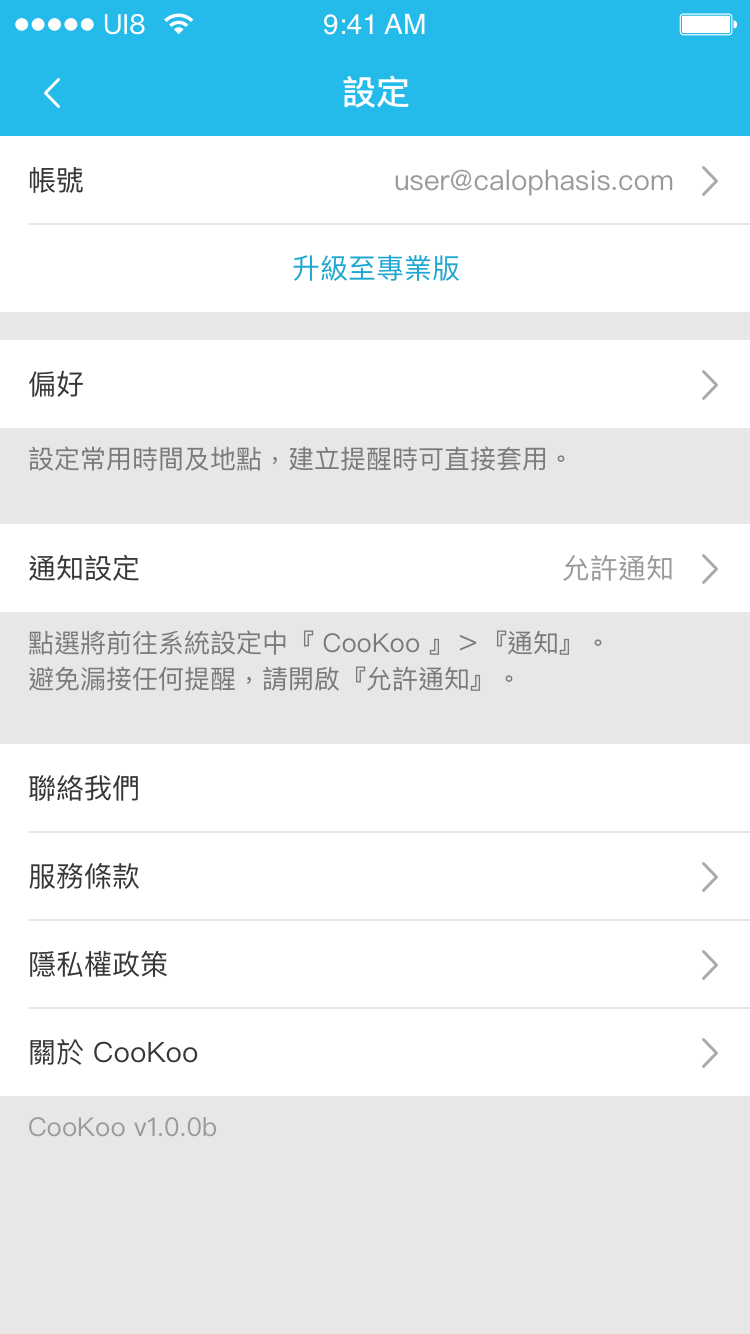 UI8
9:41 AM
設定
帳號
user@calophasis.com
升級至專業版
偏好
設定常用時間及地點，建立提醒時可直接套用。
通知設定
允許通知
點選將前往系統設定中『 CooKoo 』＞『通知』。
避免漏接任何提醒，請開啟『允許通知』。
聯絡我們
服務條款
隱私權政策
關於 CooKoo
CooKoo v1.0.0b